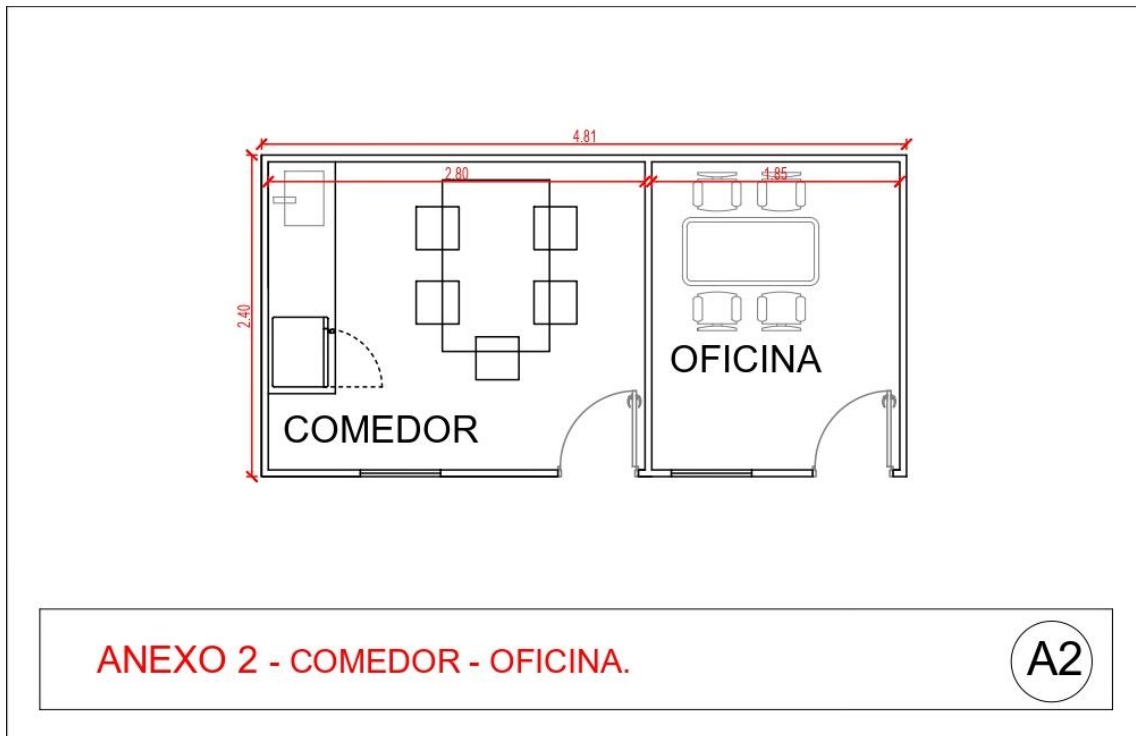 4.81
2.80
1.85
2.40
OFICINA
COMEDOR
ANEXO 2 - COMEDOR - OFICINA.
A2